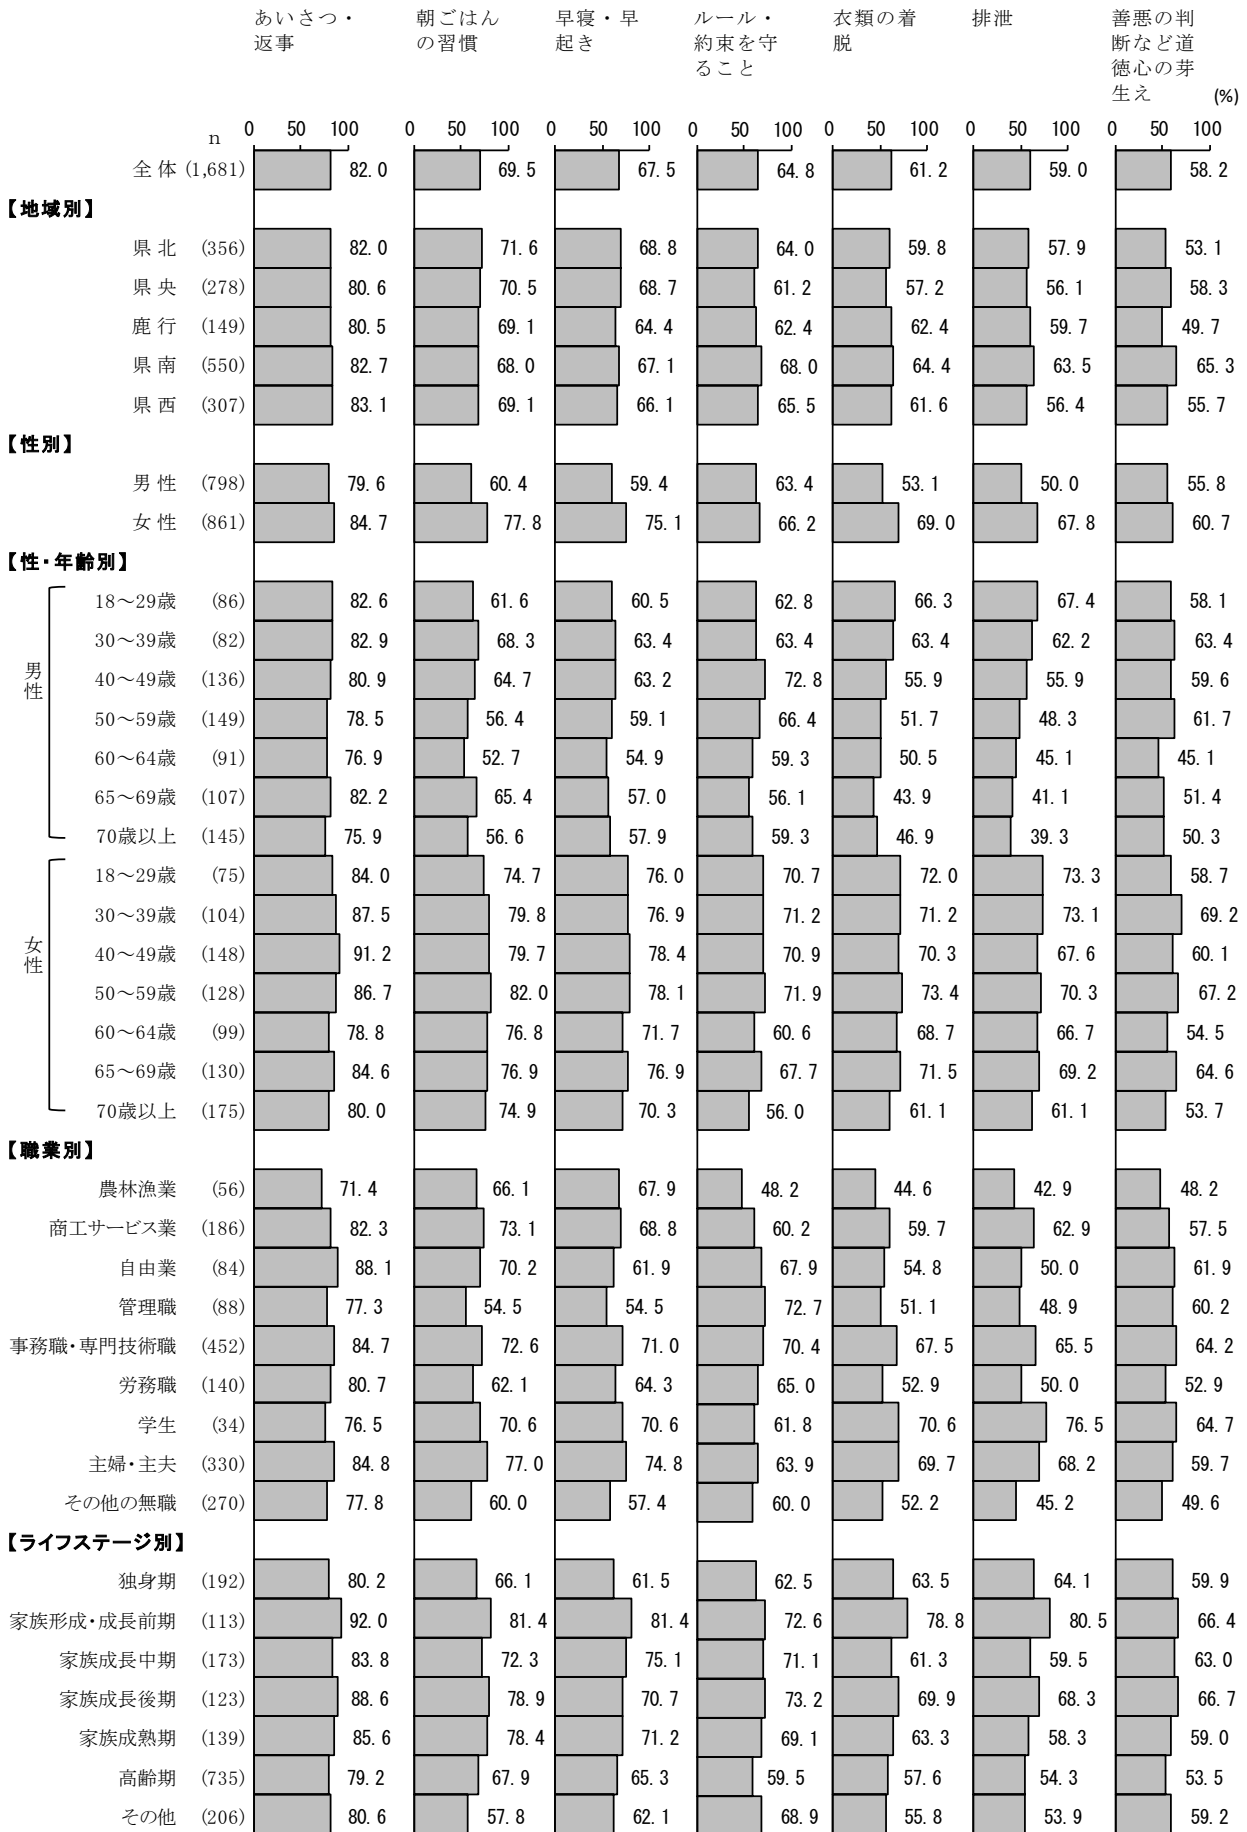 あいさつ・返事 朝ごはんの習慣 早寝・早起き ルール・約束を守ること 衣類の着脱 排泄 善悪の判断など道徳心の芽生え (%)
n 0 50 100 0 50 100 0 50 100 0 50 100 0 50 100 0 50 100 0 50 100
全体 (1,681) 82.0 69.5 67.5 64.8 61.2 59.0 58.2
【地域別】
県北 (356) 82.0 71.6 68.8 64.0 59.8 57.9 53.1
県央 (278) 80.6 70.5 68.7 61.2 57.2 56.1 58.3
鹿行 (149) 80.5 69.1 64.4 62.4 62.4 59.7 49.7
県南 (550) 82.7 68.0 67.1 68.0 64.4 63.5 65.3
県西 (307) 83.1 69.1 66.1 65.5 61.6 56.4 55.7
【性別】
男性 (798) 79.6 60.4 59.4 63.4 53.1 50.0 55.8
女性 (861) 84.7 77.8 75.1 66.2 69.0 67.8 60.7
【性・年齢別】
男性
18～29歳 (86) 82.6 61.6 60.5 62.8 66.3 67.4 58.1
30～39歳 (82) 82.9 68.3 63.4 63.4 63.4 62.2 63.4
40～49歳 (136) 80.9 64.7 63.2 72.8 55.9 55.9 59.6
50～59歳 (149) 78.5 56.4 59.1 66.4 51.7 48.3 61.7
60～64歳 (91) 76.9 52.7 54.9 59.3 50.5 45.1 45.1
65～69歳 (107) 82.2 65.4 57.0 56.1 43.9 41.1 51.4
70歳以上 (145) 75.9 56.6 57.9 59.3 46.9 39.3 50.3
女性
18～29歳 (75) 84.0 74.7 76.0 70.7 72.0 73.3 58.7
30～39歳 (104) 87.5 79.8 76.9 71.2 71.2 73.1 69.2
40～49歳 (148) 91.2 79.7 78.4 70.9 70.3 67.6 60.1
50～59歳 (128) 86.7 82.0 78.1 71.9 73.4 70.3 67.2
60～64歳 (99) 78.8 76.8 71.7 60.6 68.7 66.7 54.5
65～69歳 (130) 84.6 76.9 76.9 67.7 71.5 69.2 64.6
70歳以上 (175) 80.0 74.9 70.3 56.0 61.1 61.1 53.7
【職業別】
農林漁業 (56) 71.4 66.1 67.9 48.2 44.6 42.9 48.2
商工サービス業 (186) 82.3 73.1 68.8 60.2 59.7 62.9 57.5
自由業 (84) 88.1 70.2 61.9 67.9 54.8 50.0 61.9
管理職 (88) 77.3 54.5 54.5 72.7 51.1 48.9 60.2
事務職・専門技術職 (452) 84.7 72.6 71.0 70.4 67.5 65.5 64.2
労務職 (140) 80.7 62.1 64.3 65.0 52.9 50.0 52.9
学生 (34) 76.5 70.6 70.6 61.8 70.6 76.5 64.7
主婦・主夫 (330) 84.8 77.0 74.8 63.9 69.7 68.2 59.7
その他の無職 (270) 77.8 60.0 57.4 60.0 52.2 45.2 49.6
【ライフステージ別】
独身期 (192) 80.2 66.1 61.5 62.5 63.5 64.1 59.9
家族形成・成長前期 (113) 92.0 81.4 81.4 72.6 78.8 80.5 66.4
家族成長中期 (173) 83.8 72.3 75.1 71.1 61.3 59.5 63.0
家族成長後期 (123) 88.6 78.9 70.7 73.2 69.9 68.3 66.7
家族成熟期 (139) 85.6 78.4 71.2 69.1 63.3 58.3 59.0
高齢期 (735) 79.2 67.9 65.3 59.5 57.6 54.3 53.5
その他 (206) 80.6 57.8 62.1 68.9 55.8 53.9 59.2